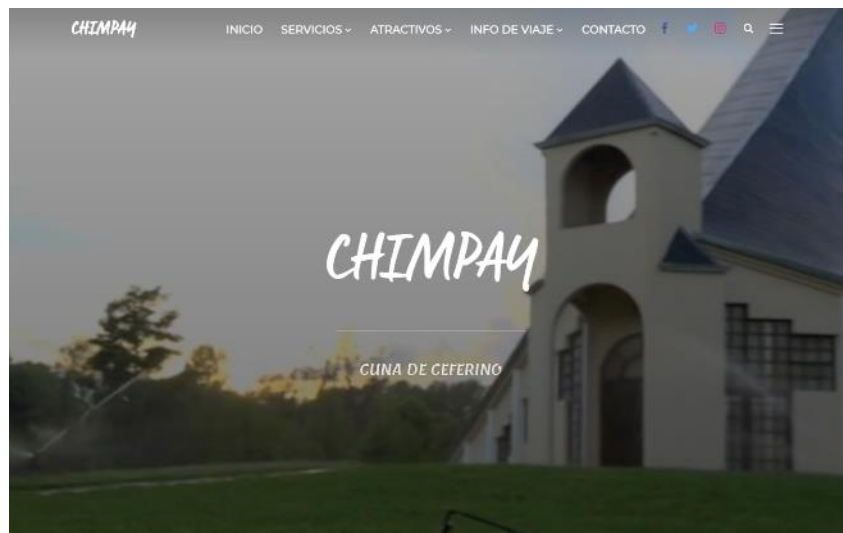 CHIMPAY
INICIO SERVICIOS ATRACTIVOS INFO DE VIAJE CONTACTO
CHIMPAY
CUNA DE CEFERINO